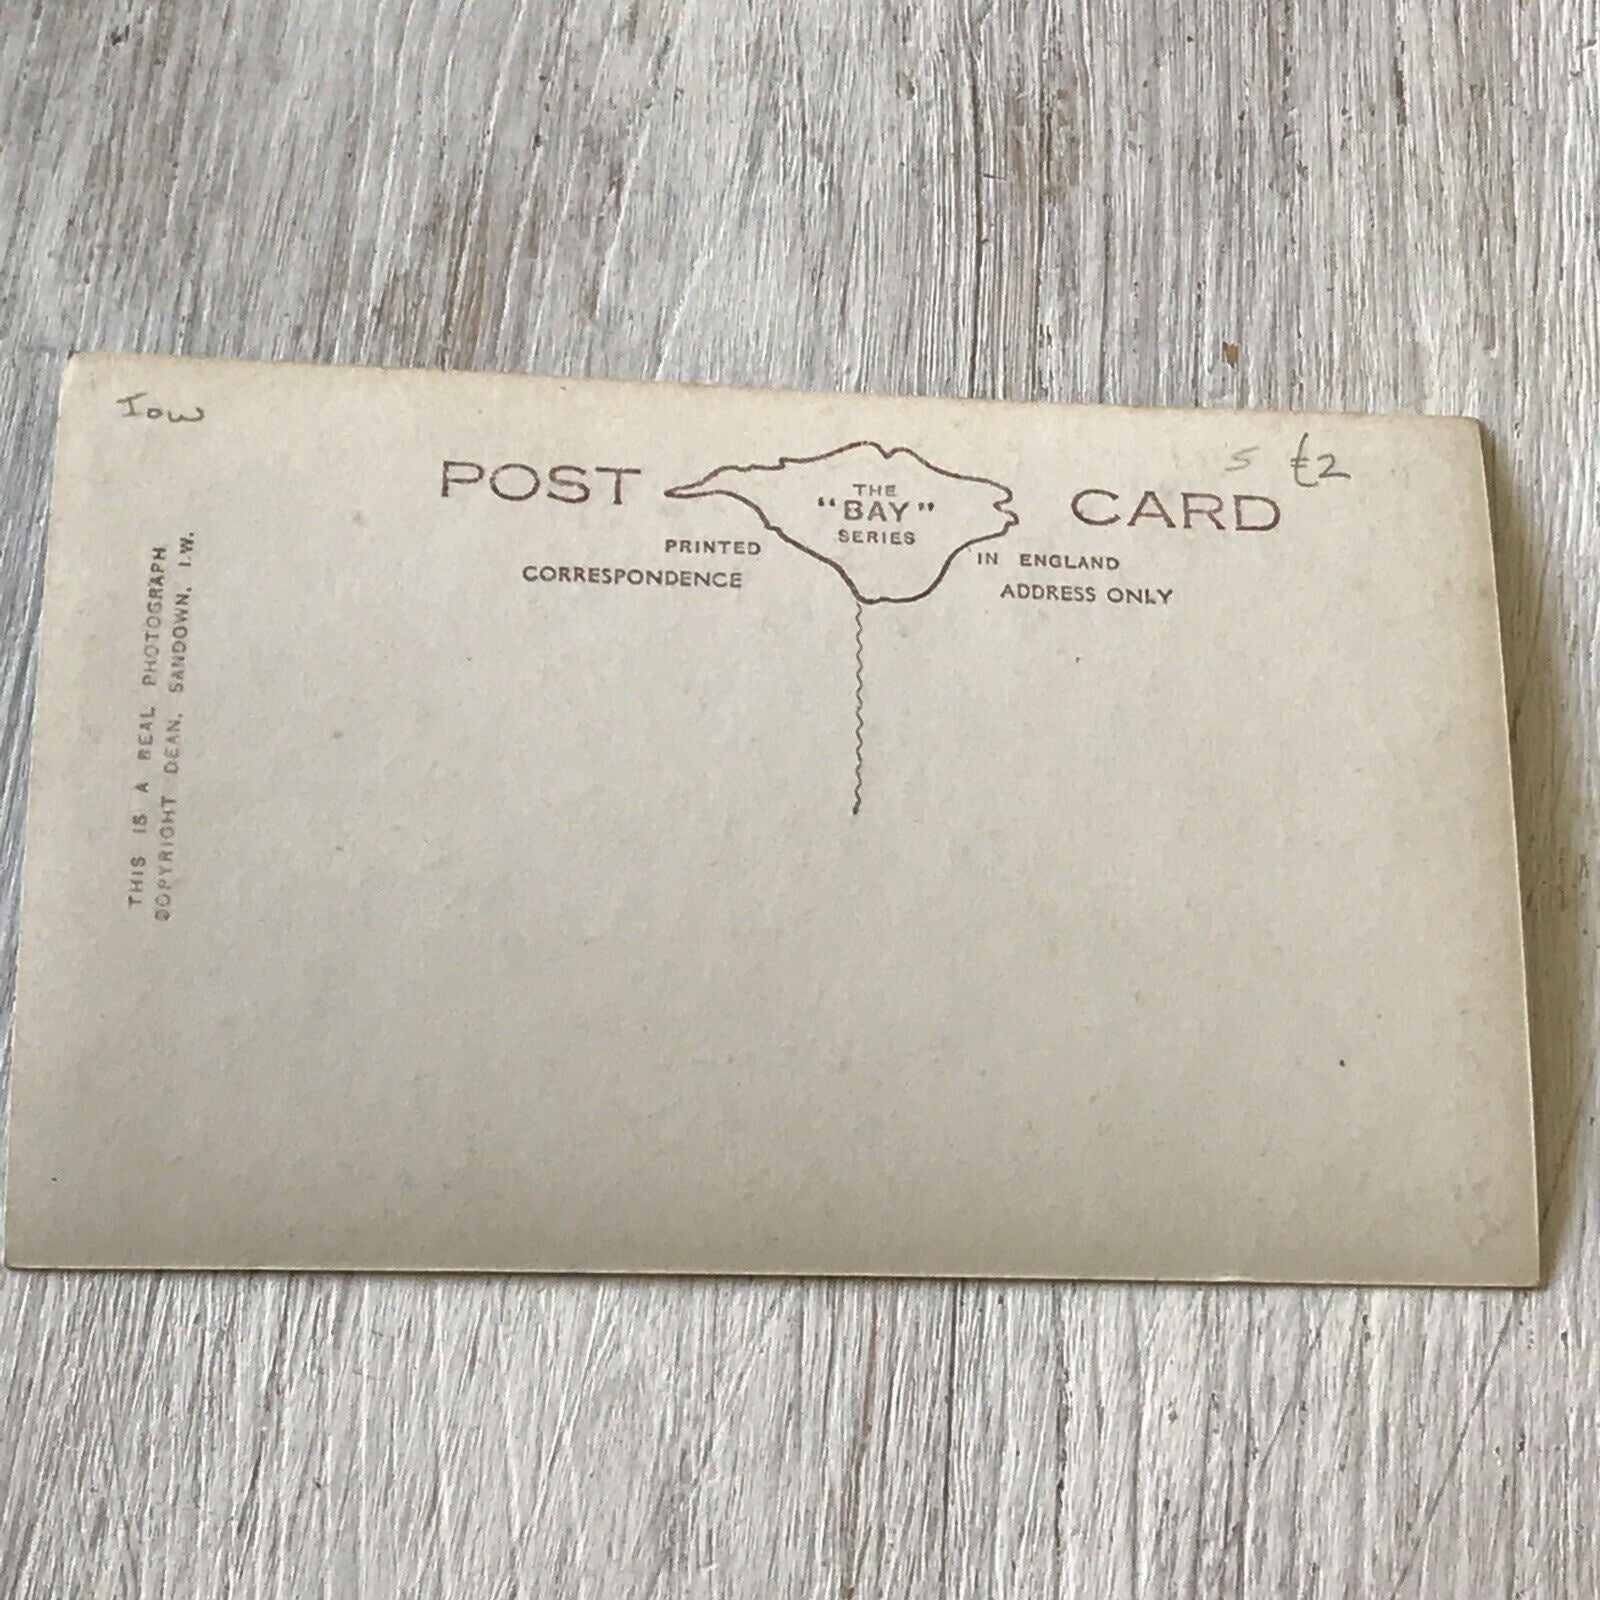 IOW
S £2
POST CARD
THE
"BAY"
SERIES
PRINTED IN ENGLAND
CORRESPONDENCE ADDRESS ONLY
THIS IS A REAL PHOTOGRAPH
COPYRIGHT DEAN, SANDOWN, I.W.